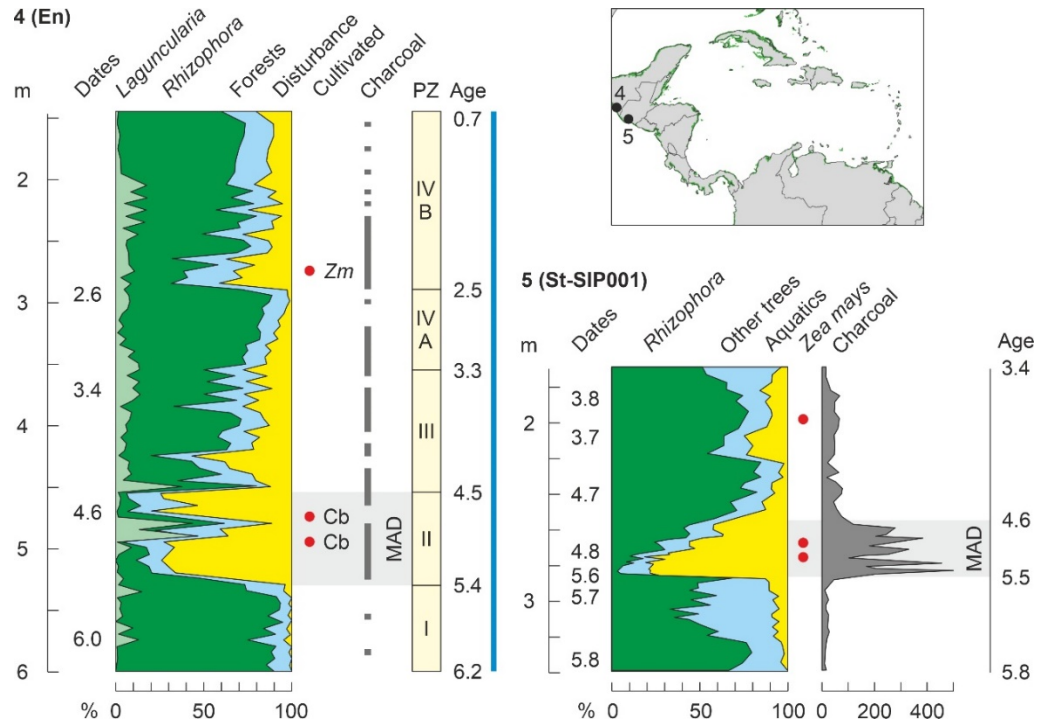 4 (En)
m
Dates
Laguncularia
Rhizophora
Forests
Disturbance
Cultivated
Charcoal
PZ
Age
2
3
4
5
6
2.6
3.4
4.6
6.0
Zm
Cb
Cb
MAD
IV
B
IV
A
III
II
I
0.7
2.5
3.3
4.5
5.4
6.2
% 0 50 100
4
5
5 (St-SIP001)
m
Dates
Rhizophora
Other trees
Aquatics
Zea mays
Charcoal
Age
2
3
3.8
3.7
4.7
4.8
5.6
5.7
5.8
MAD
3.4
4.6
5.5
5.8
% 0 50 100
0 200 400